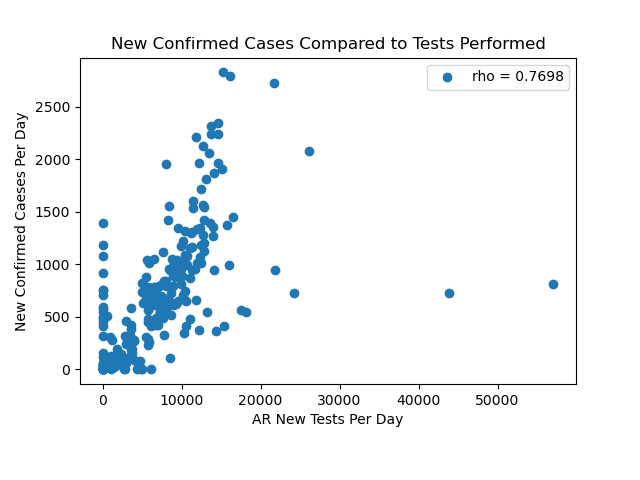 New Confirmed Cases Compared to Tests Performed
rho = 0.7698
New Confirmed Caeses Per Day
2500
2000
1500
1000
500
0
0 10000 20000 30000 40000 50000
AR New Tests Per Day